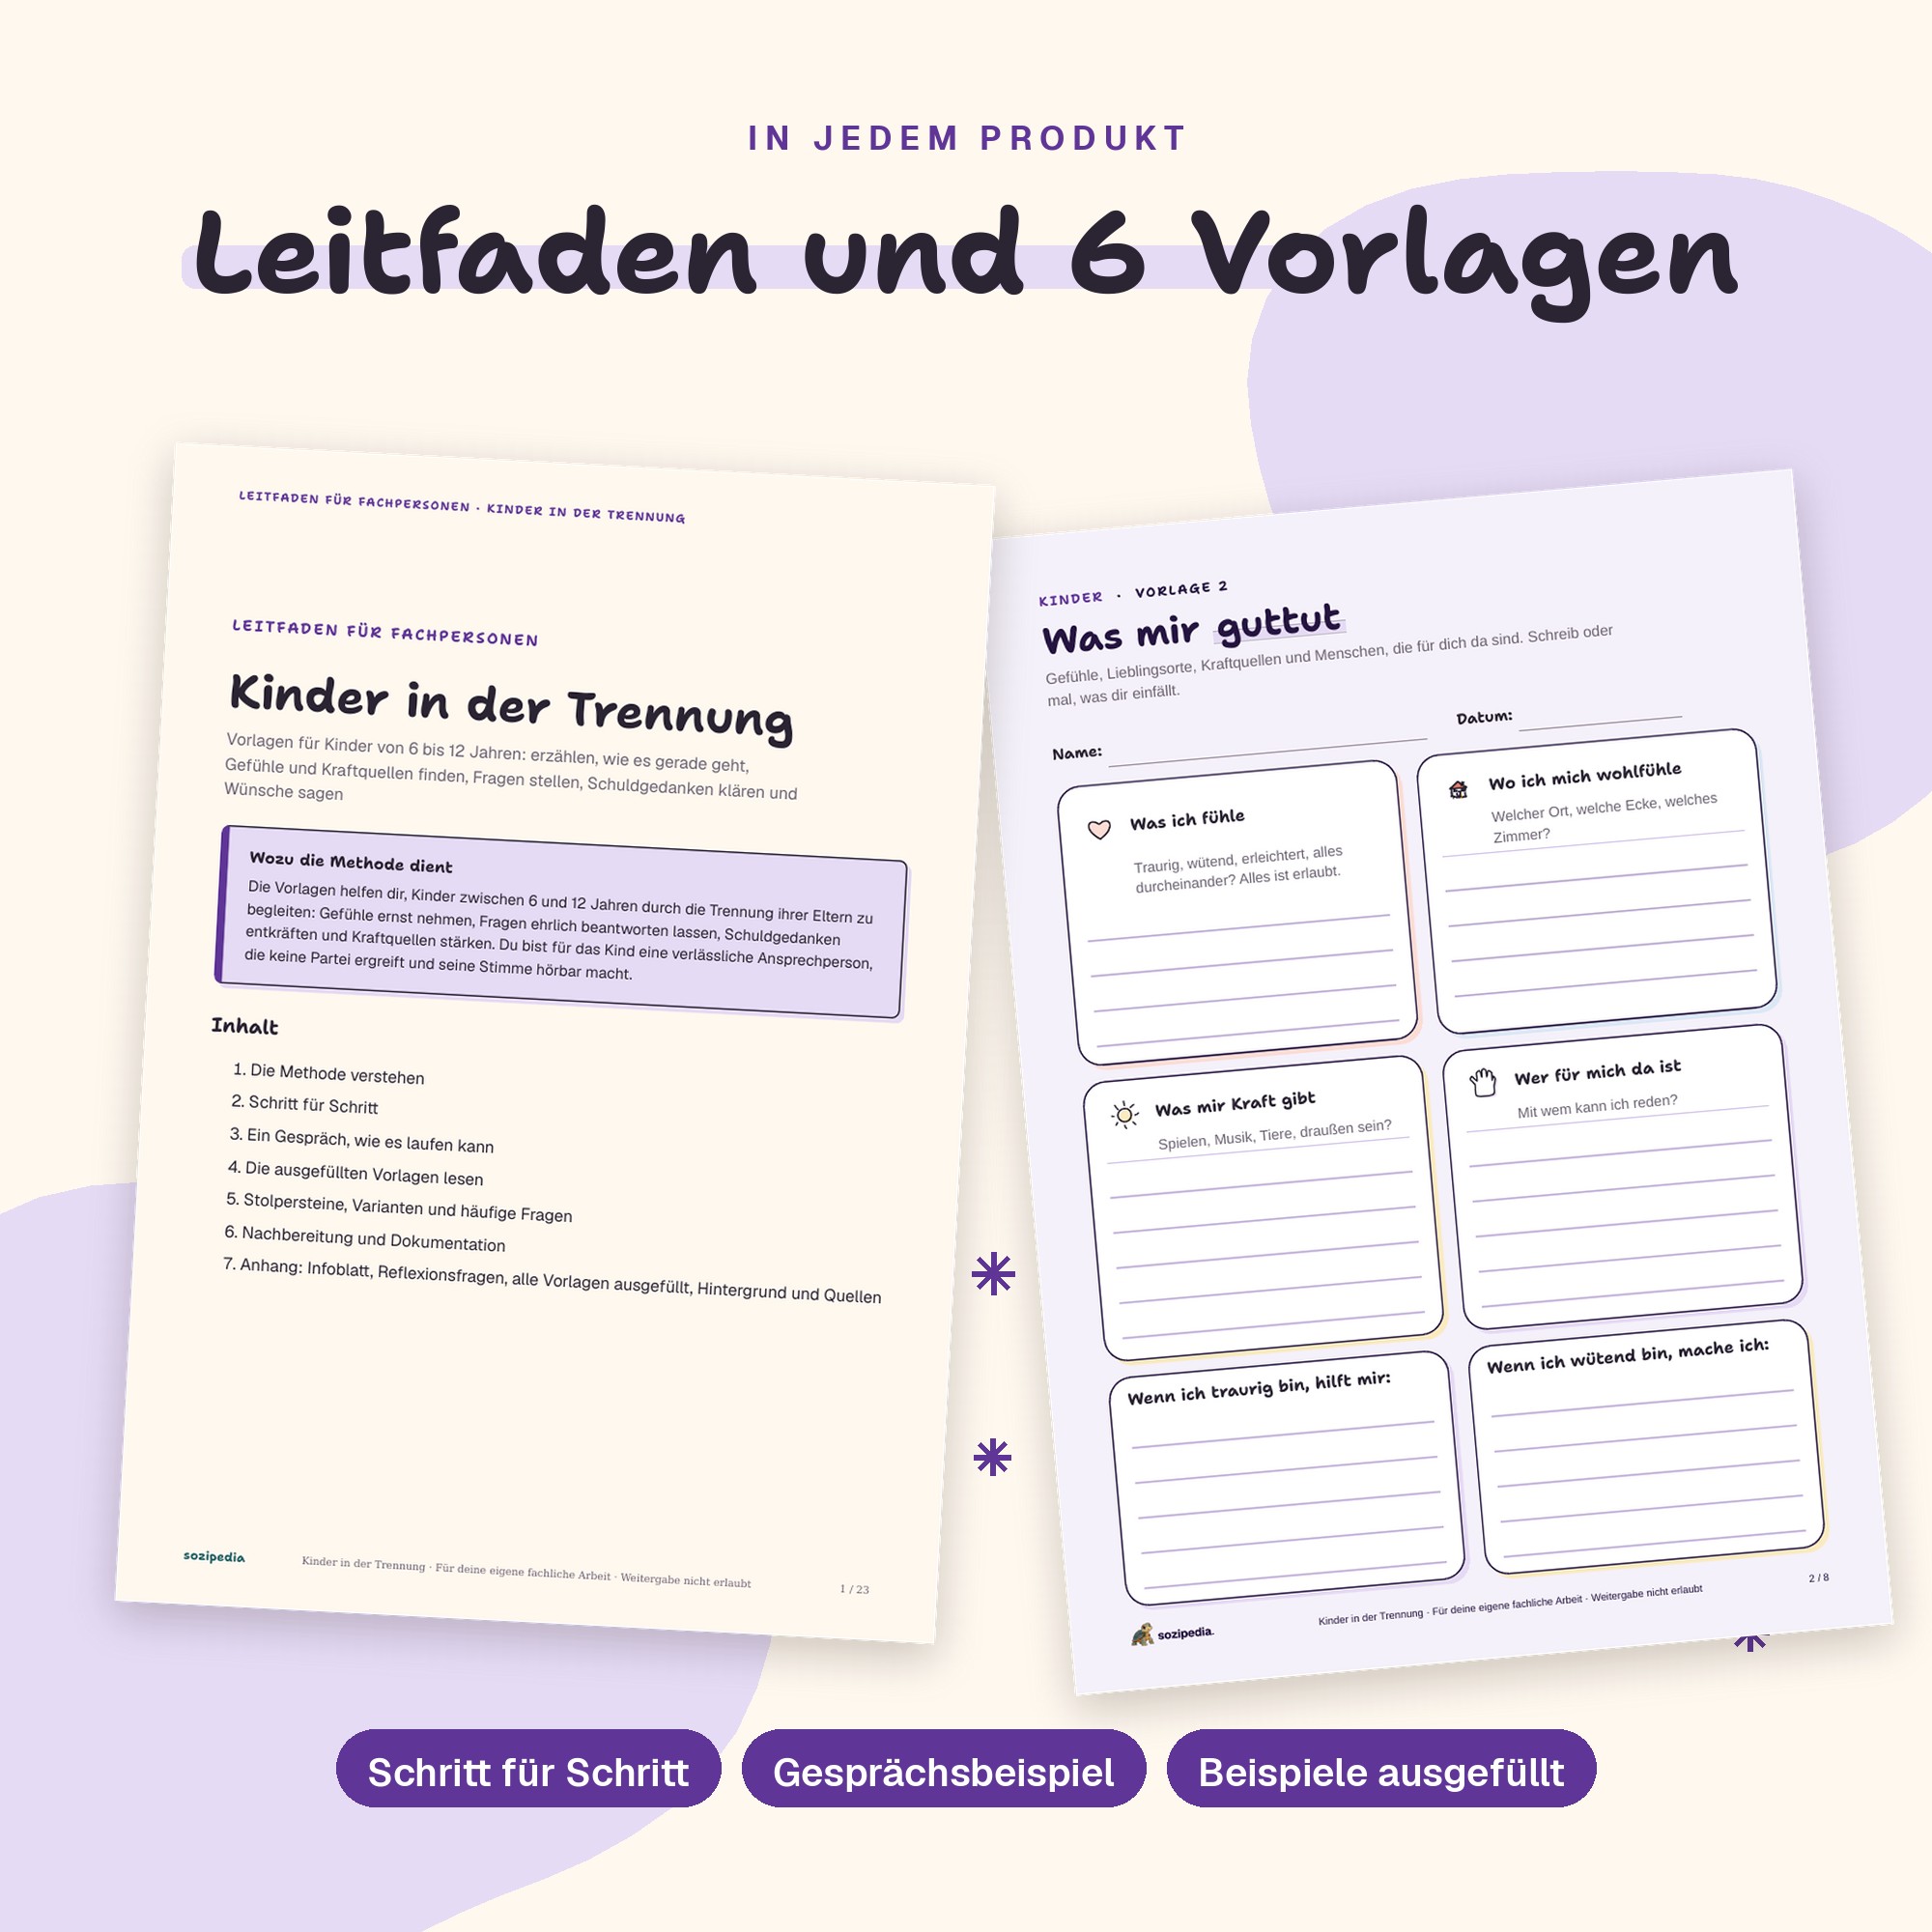 IN JEDEM PRODUKT
Leitfaden und 6 Vorlagen
LEITFADEN FÜR FACHPERSONEN · KINDER IN DER TRENNUNG
LEITFADEN FÜR FACHPERSONEN
Kinder in der Trennung
Vorlagen für Kinder von 6 bis 12 Jahren: erzählen, wie es gerade geht,
Gefühle und Kraftquellen finden, Fragen stellen, Schuldgedanken klären und
Wünsche sagen
Wozu die Methode dient
Die Vorlagen helfen dir, Kinder zwischen 6 und 12 Jahren durch die Trennung ihrer Eltern zu
begleiten: Gefühle ernst nehmen, Fragen ehrlich beantworten lassen, Schuldgedanken
entkräften und Kraftquellen stärken. Du bist für das Kind eine verlässliche Ansprechperson,
die keine Partei ergreift und seine Stimme hörbar macht.
Inhalt
1. Die Methode verstehen
2. Schritt für Schritt
3. Ein Gespräch, wie es laufen kann
4. Die ausgefüllten Vorlagen lesen
5. Stolpersteine, Varianten und häufige Fragen
6. Nachbereitung und Dokumentation
7. Anhang: Infoblatt, Reflexionsfragen, alle Vorlagen ausgefüllt, Hintergrund und Quellen
sozipedia
Kinder in der Trennung · Für deine eigene fachliche Arbeit · Weitergabe nicht erlaubt
1 / 23
KINDER · VORLAGE 2
Was mir guttut
Gefühle, Lieblingsorte, Kraftquellen und Menschen, die für dich da sind. Schreib oder
mal, was dir einfällt.
Name:
Datum:
Was ich fühle
Traurig, wütend, erleichtert, alles
durcheinander? Alles ist erlaubt.
Wo ich mich wohlfühle
Welcher Ort, welche Ecke, welches
Zimmer?
Was mir Kraft gibt
Spielen, Musik, Tiere, draußen sein?
Wer für mich da ist
Mit wem kann ich reden?
Wenn ich traurig bin, hilft mir:
Wenn ich wütend bin, mache ich:
sozipedia.
Kinder in der Trennung · Für deine eigene fachliche Arbeit · Weitergabe nicht erlaubt
2 / 8
Schritt für Schritt
Gesprächsbeispiel
Beispiele ausgefüllt